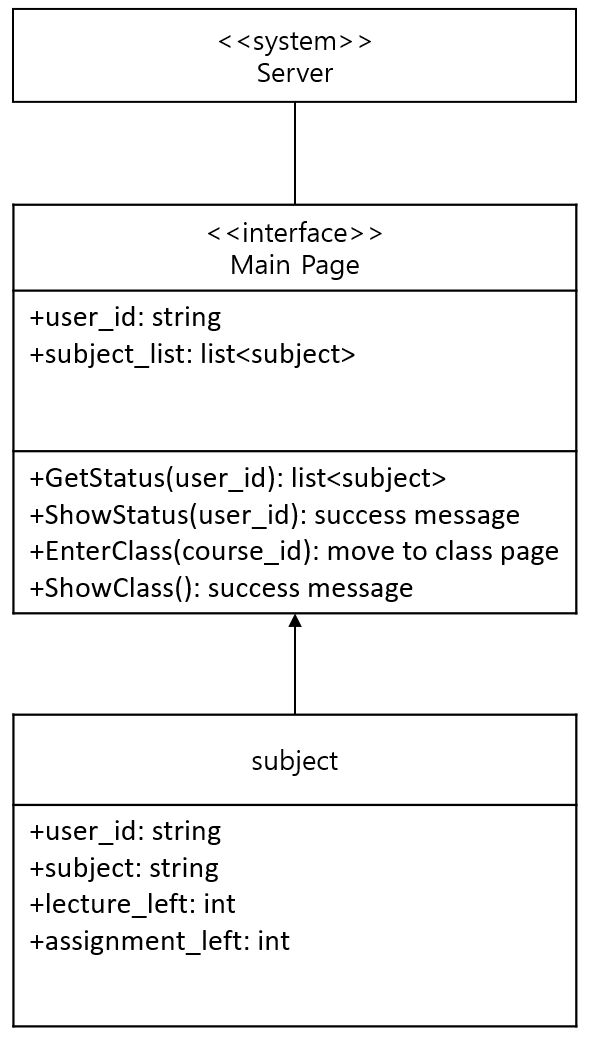 <<system>>
Server
<<interface>>
Main Page
+user_id: string
+subject_list: list<subject>
+GetStatus(user_id): list<subject>
+ShowStatus(user_id): success message
+EnterClass(course_id): move to class page
+ShowClass(): success message
subject
+user_id: string
+subject: string
+lecture_left: int
+assignment_left: int